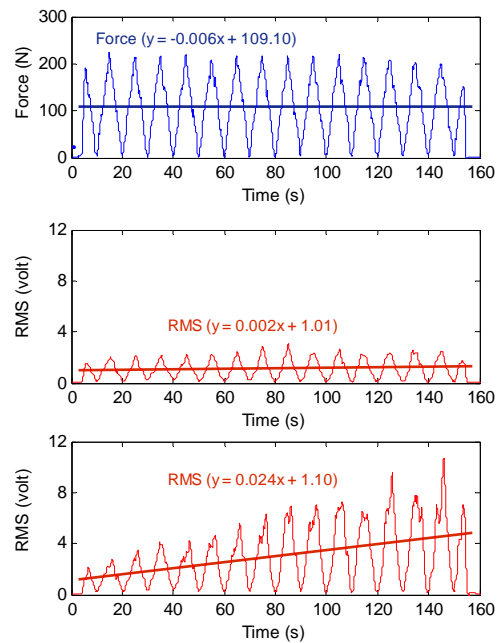 300
Force (y = -0.006x + 109.10)
200
100
0
Force (N)
0 20 40 60 80 100 120 140 160
Time (s)
12
8
4
0
RMS (volt)
RMS (y = 0.002x + 1.01)
0 20 40 60 80 100 120 140 160
Time (s)
12
8
4
0
RMS (volt)
RMS (y = 0.024x + 1.10)
0 20 40 60 80 100 120 140 160
Time (s)